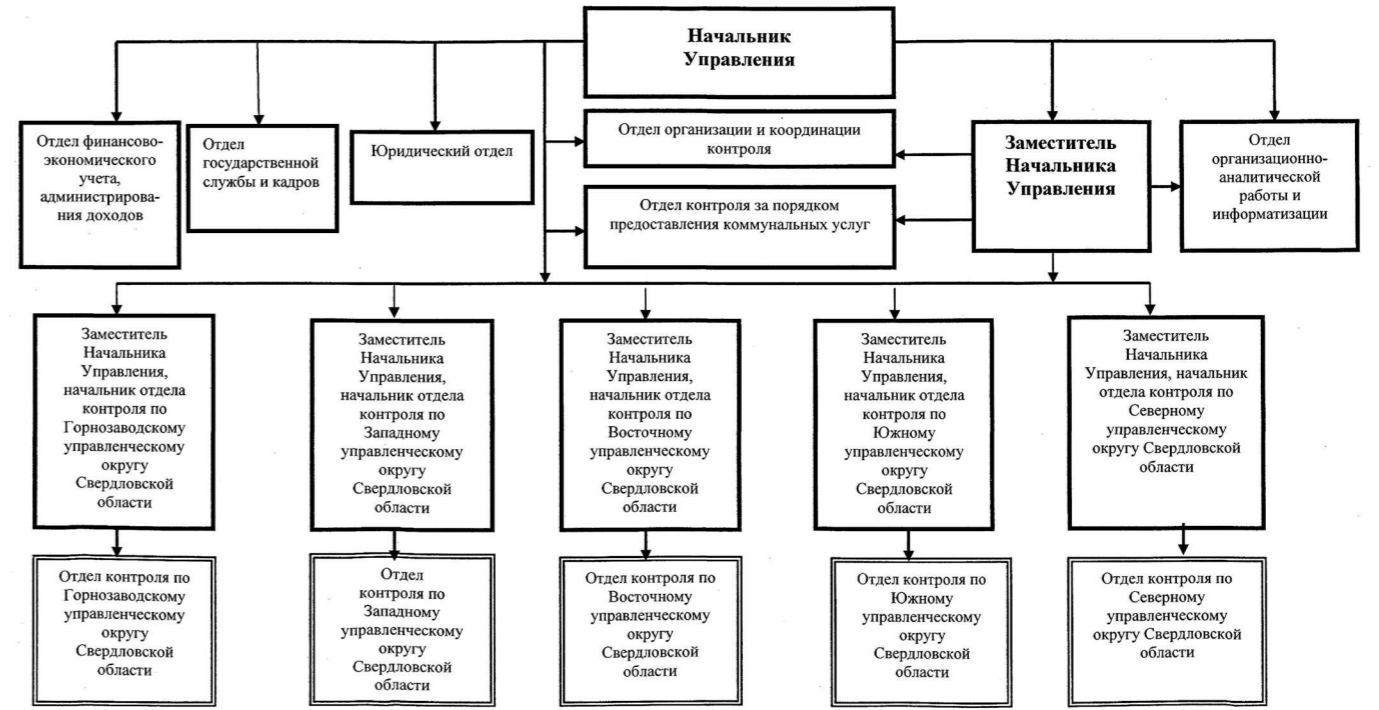 Начальник
Управления
Отдел финансово-
экономического
учета,
администрирова-
ния доходов
Отдел
государственной
службы и кадров
Юридический отдел
Отдел организации и координации
контроля
Отдел контроля за порядком
предоставления коммунальных услуг
Заместитель
Начальника
Управления
Отдел
организационно-
аналитической
работы и
информатизации
Заместитель
Начальника
Управления,
начальник отдела
контроля по
Горнозаводскому
управленческому
округу
Свердловской
области
Заместитель
Начальника
Управления,
начальник отдела
контроля по
Западному
управленческому
округу
Свердловской
области
Заместитель
Начальника
Управления,
начальник отдела
контроля по
Восточному
управленческому
округу
Свердловской
области
Заместитель
Начальника
Управления,
начальник отдела
контроля по
Южному
управленческому
округу
Свердловской
области
Заместитель
Начальника
Управления, начальник
отдела контроля по
Северному
управленческому
округу Свердловской
области
Отдел контроля по
Горнозаводскому
управленческому
округу
Свердловской
области
Отдел
контроля по
Западному
управленческому
округу
Свердловской
области
Отдел контроля по
Восточному
управленческому
округу
Свердловской
области
Отдел контроля по
Южному
управленческому
округу
Свердловской
области
Отдел контроля по
Северному
управленческому
округу Свердловской
области